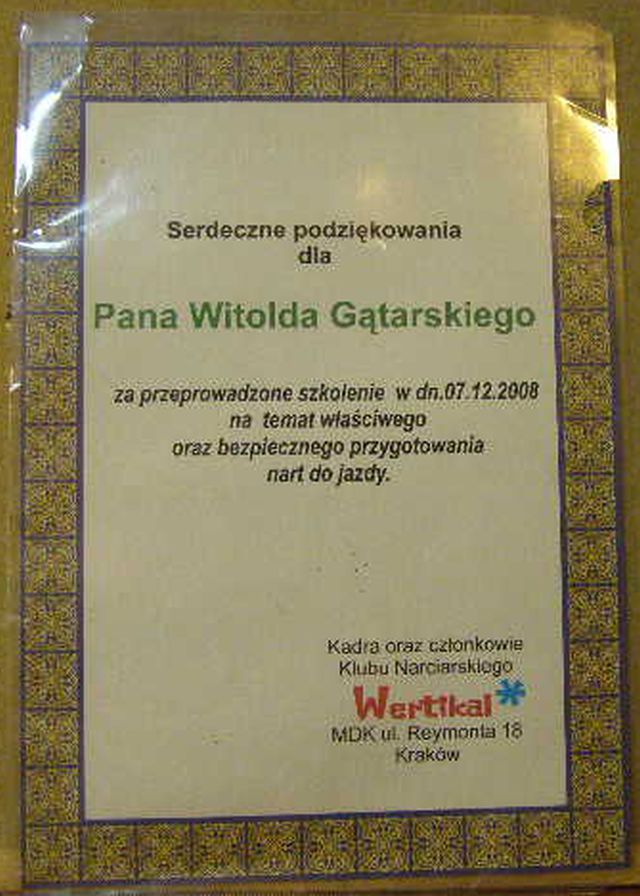 Serdeczne podziękowania
dla
Pana Witolda Gątarskiego
za przeprowadzone szkolenie w dn.07.12.2008
na temat właściwego
oraz bezpiecznego przygotowania
nart do jazdy.
Kadra oraz członkowie
Klubu Narciarskiego
Wertikal
MDK ul. Reymonta 18
Kraków